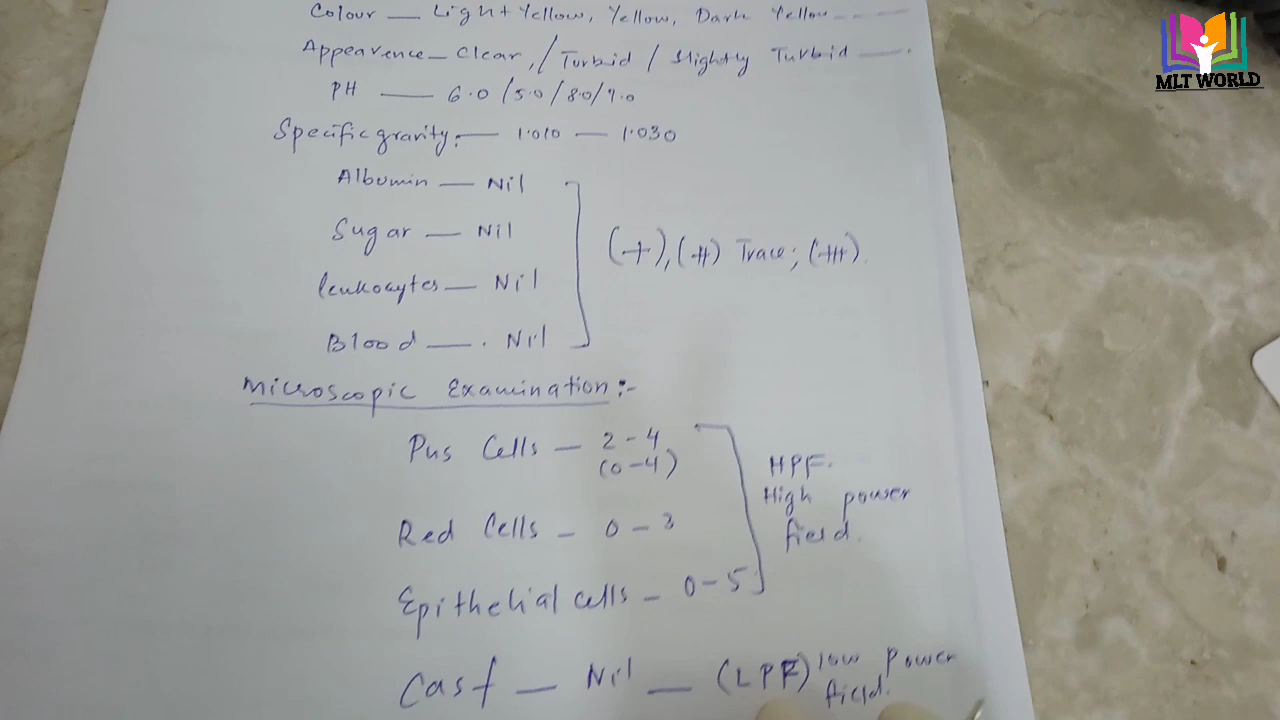 Colour — Light Yellow, Yellow, Dark Yellow ----
Appearence — Clear, / Turbid / Slightly Turbid —.
PH — 6.0 / 5.0 / 8.0 / 7.0
Specific gravity:— 1.010 — 1.030
Albumin — Nil
Sugar — Nil
leukocytes — Nil
Blood —. Nil
(+), (++) Trace; (+++).
Microscopic Examination :-
Pus Cells — 2 - 4
(0-4)
Red Cells — 0 - 3
Epithelial cells — 0 - 5
HPF.
High power
field.
Cast — Nil — (LPF) low power
field.
MLT WORLD